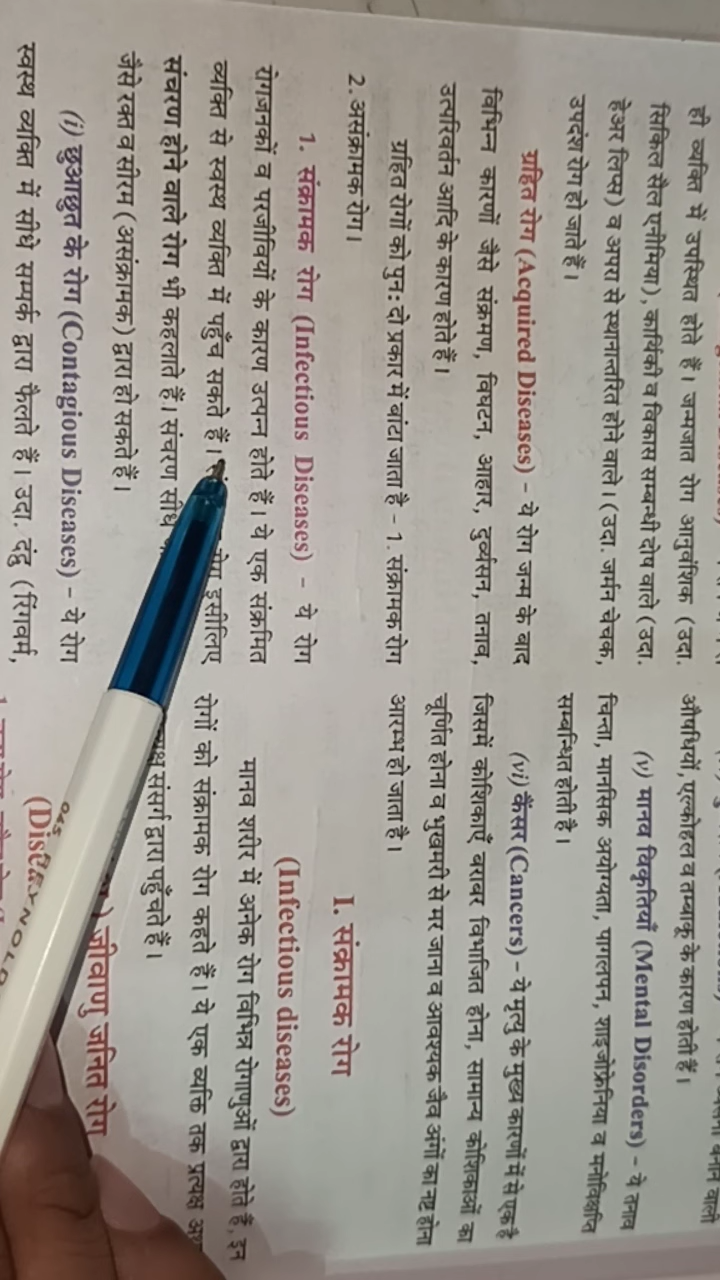 ही व्यक्ति में उपस्थित होते हैं। जन्मजात रोग आनुवंशिक (उदा.
सिकिल सैल एनीमिया), कार्यिकी व विकास सम्बन्धी दोष वाले (उदा.
हेअर लिप्स) व अपरा से स्थानान्तरित होने वाले। (उदा. जर्मन चेचक,
उपदंश रोग हो जाते हैं।
ग्रहित रोग (Acquired Diseases) - ये रोग जन्म के बाद
विभिन्न कारणों जैसे संक्रमण, विघटन, आहार, दुर्व्यसन, तनाव,
उत्परिवर्तन आदि के कारण होते हैं।
ग्रहित रोगों को पुन: दो प्रकार में बांटा जाता है - 1. संक्रामक रोग
2. असंक्रामक रोग।
1. संक्रामक रोग (Infectious Diseases) - ये रोग
रोगजनकों व परजीवियों के कारण उत्पन्न होते हैं। ये एक संक्रमित
व्यक्ति से स्वस्थ व्यक्ति में पहुँच सकते हैं। रोग इसीलिए
संचरण होने वाले रोग भी कहलाते हैं। संचरण सीधे
जैसे रक्त व सीरम (असंक्रामक) द्वारा हो सकते हैं।
(i) छुआछुत के रोग (Contagious Diseases) - ये रोग
स्वस्थ व्यक्ति में सीधे सम्पर्क द्वारा फैलते हैं। उदा. दंद्रु (रिंगवर्म,
औषधियों, एल्कोहल व तम्बाकू के कारण होती हैं।
(v) मानव विकृतियाँ (Mental Disorders) - ये तनाव
चिन्ता, मानसिक अयोग्यता, पागलपन, शाइजोफ्रेनिया व मनोविक्षप्ति
सम्बन्धित होती है।
(vi) कैंसर (Cancers) - ये मृत्यु के मुख्य कारणों में से एक है
जिसमें कोशिकाएँ बराबर विभाजित होना, सामान्य कोशिकाओं का
चूर्णित होना व भुखमरी से मर जाना व आवश्यक जैव अंगों का नष्ट होना
आरम्भ हो जाता है।
I. संक्रामक रोग
(Infectious diseases)
मानव शरीर में अनेक रोग विभिन्न रोगाणुओं द्वारा होते हैं, इन
रोगों को संक्रामक रोग कहते हैं। ये एक व्यक्ति तक प्रत्यक्ष
संसर्ग द्वारा पहुँचते है।
जीवाणु जनित रोग
045 REYNOLD